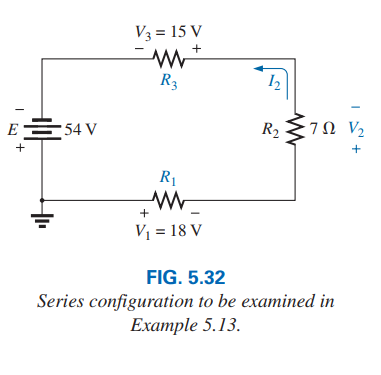 V₃ = 15 V
− +
R₃
I₂
−
E 54 V
+
R₂ 7 Ω
−
V₂
+
R₁
+ −
V₁ = 18 V
FIG. 5.32
Series configuration to be examined in
Example 5.13.